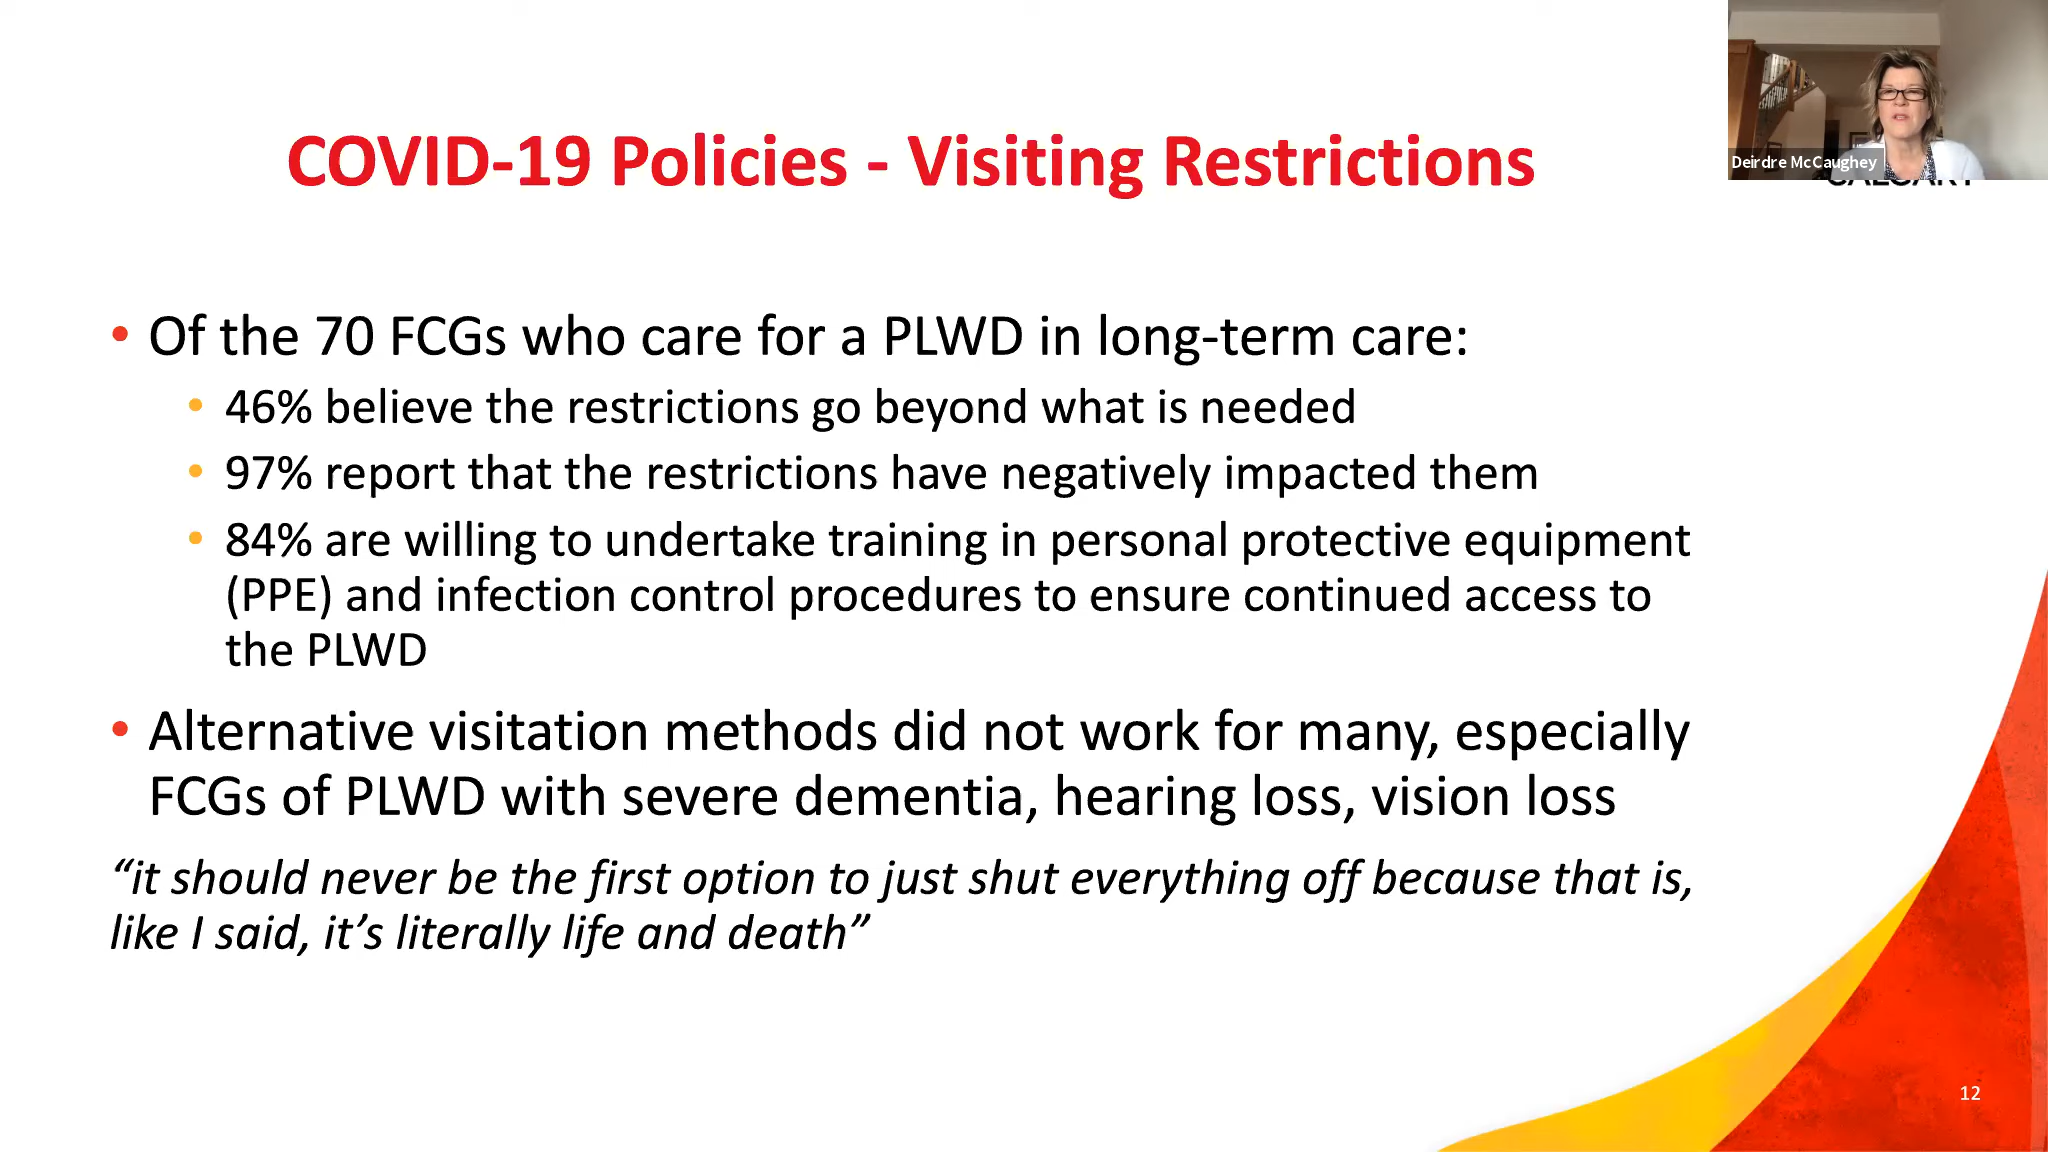 COVID-19 Policies - Visiting Restrictions
Deirdre McCaughey
CALGARY
• Of the 70 FCGs who care for a PLWD in long-term care:
• 46% believe the restrictions go beyond what is needed
• 97% report that the restrictions have negatively impacted them
• 84% are willing to undertake training in personal protective equipment
(PPE) and infection control procedures to ensure continued access to
the PLWD
• Alternative visitation methods did not work for many, especially
FCGs of PLWD with severe dementia, hearing loss, vision loss
“it should never be the first option to just shut everything off because that is,
like I said, it’s literally life and death”
12